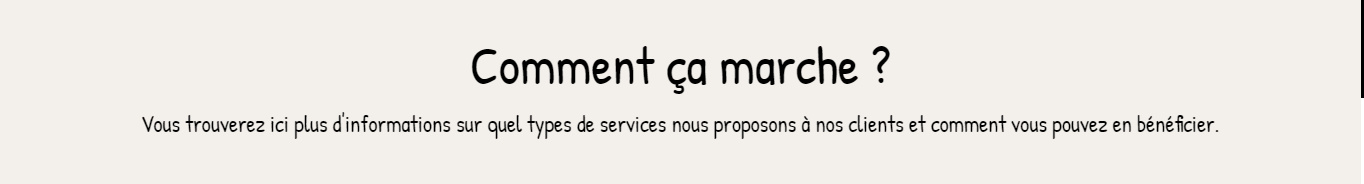 Comment ça marche ?
Vous trouverez ici plus d'informations sur quel types de services nous proposons à nos clients et comment vous pouvez en bénéficier.